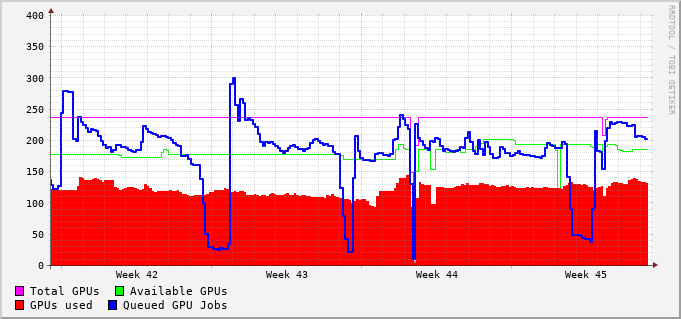 400
350
300
250
200
150
100
50
0
Week 42 Week 43 Week 44 Week 45
Total GPUs Available GPUs
GPUs used Queued GPU Jobs
RRDTOOL / TOBI OETIKER